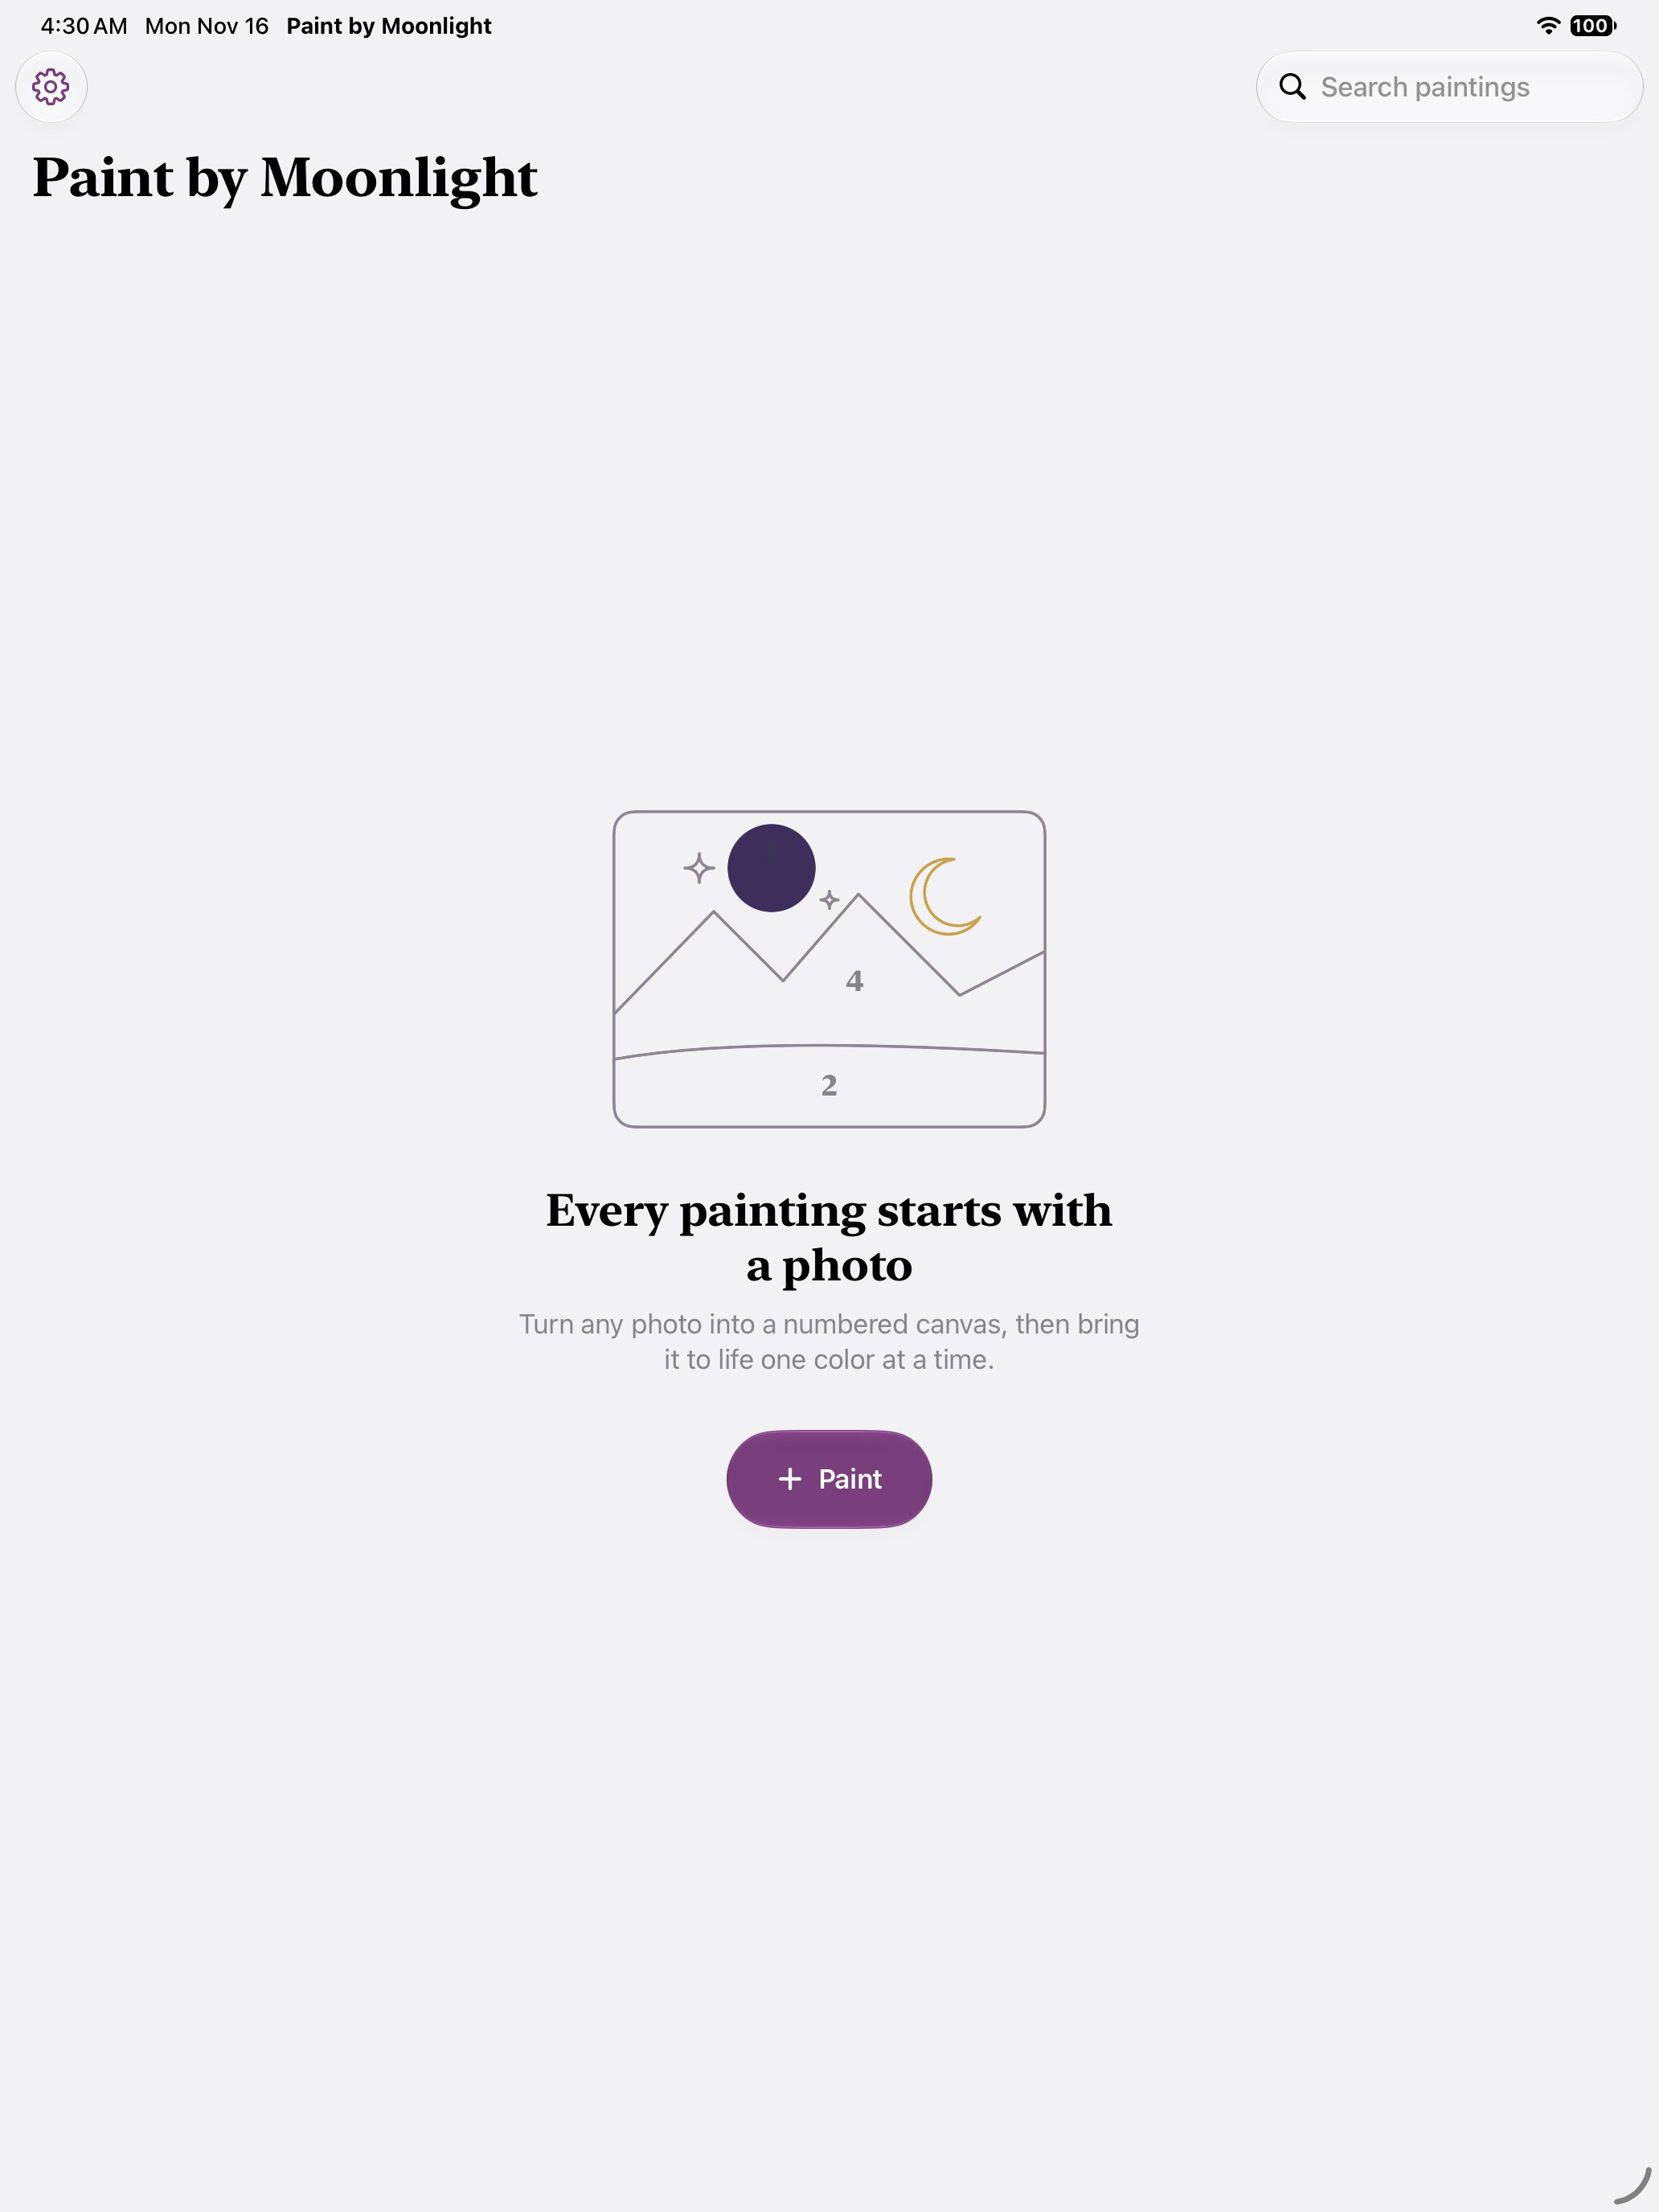 4:30 AM Mon Nov 16 Paint by Moonlight
100
Search paintings
Paint by Moonlight
4
2
Every painting starts with
a photo
Turn any photo into a numbered canvas, then bring
it to life one color at a time.
+ Paint